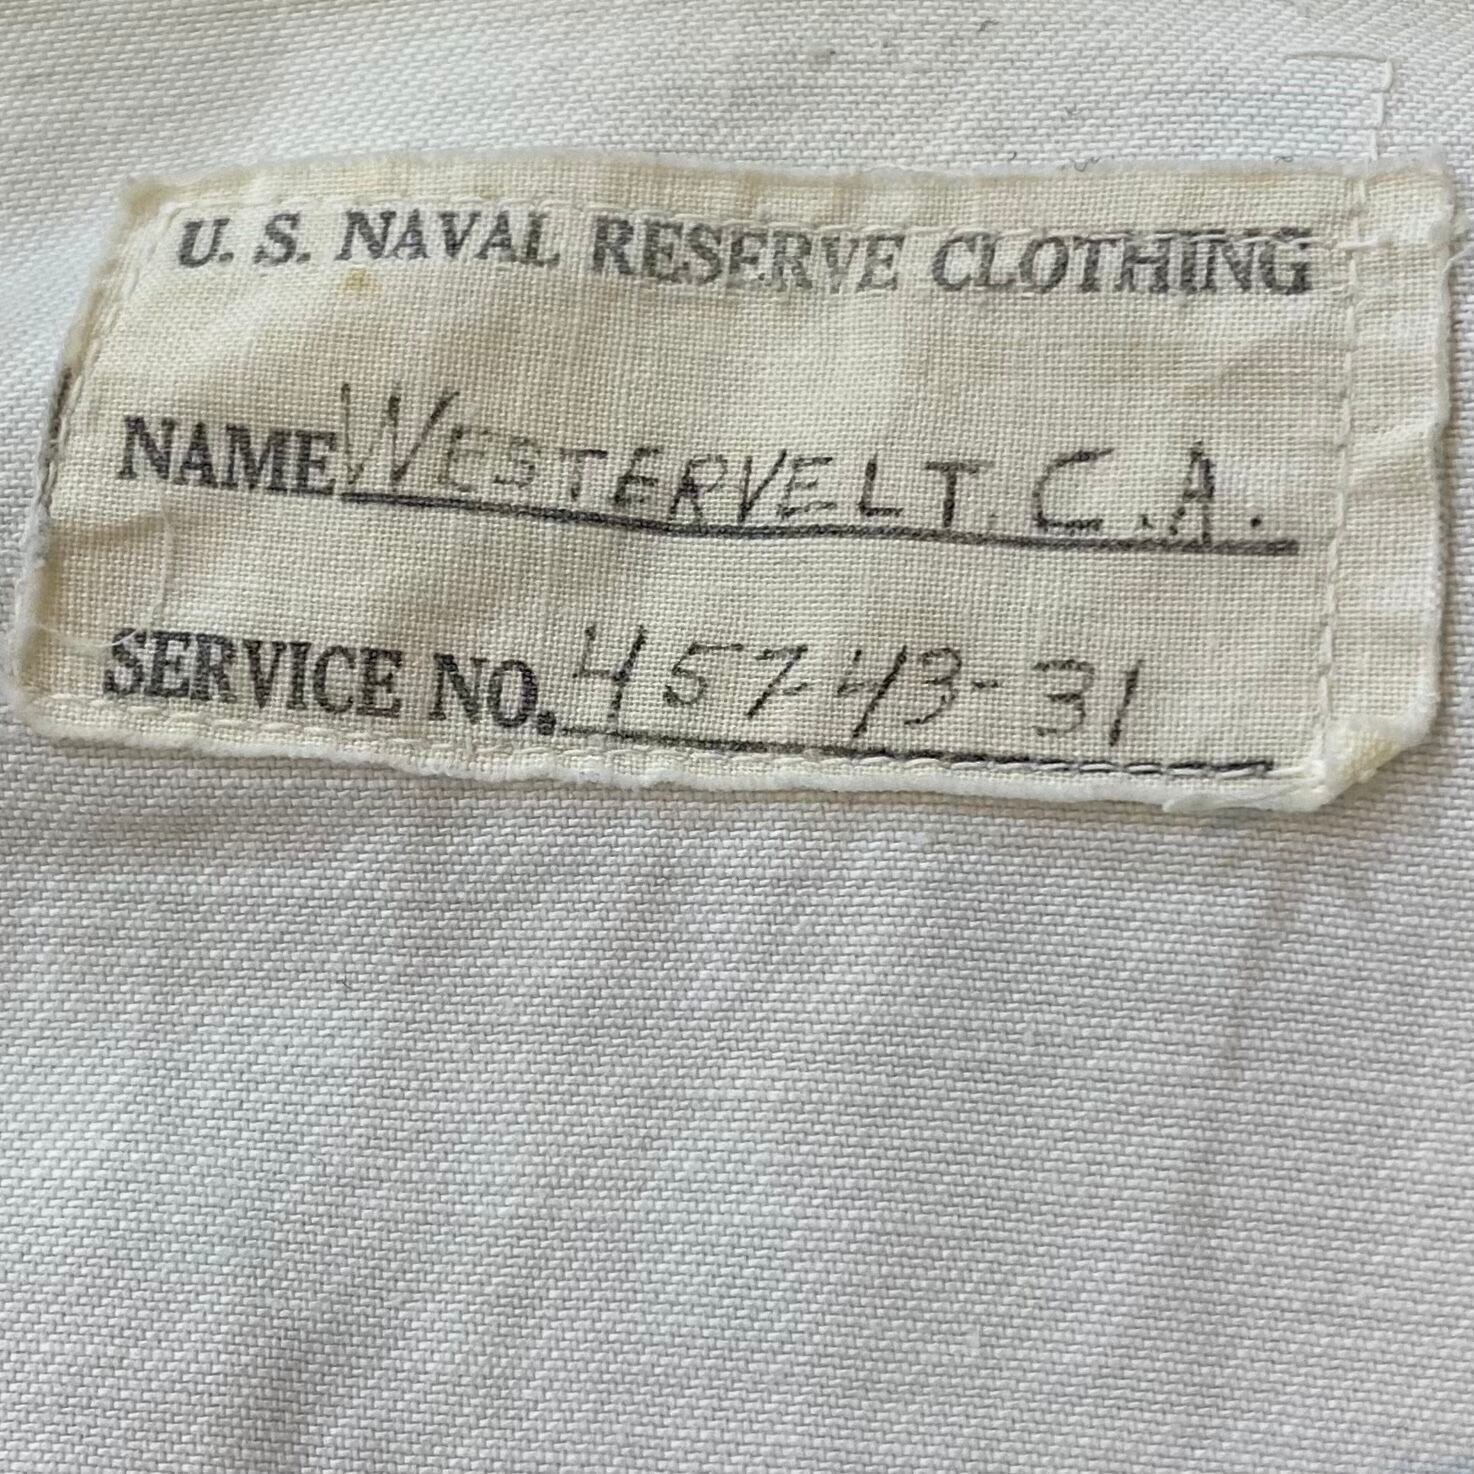 U. S. NAVAL RESERVE CLOTHING
NAME WESTERVELT. C.A.
SERVICE NO. 457-43-31